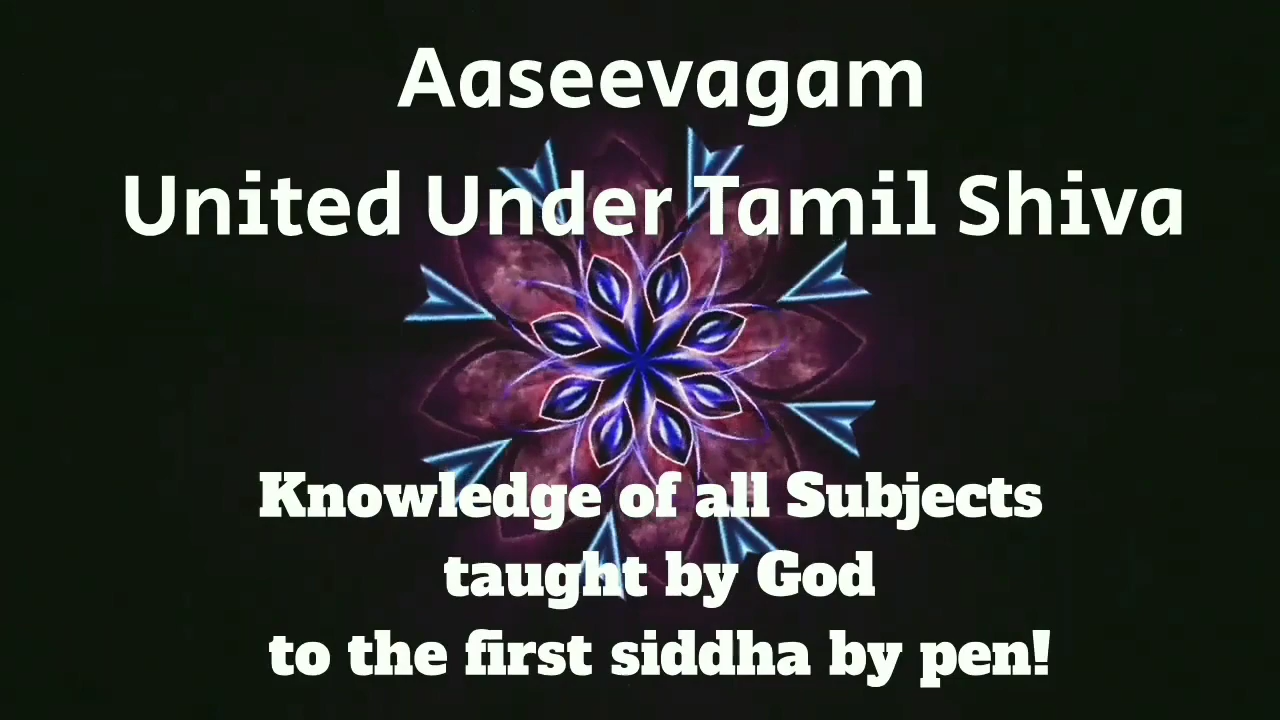 Aaseevagam
United Under Tamil Shiva
Knowledge of all Subjects
taught by God
to the first siddha by pen!